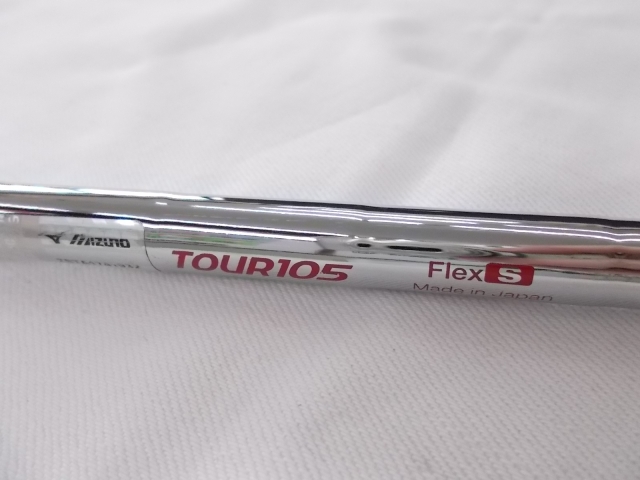 MIZUNO
TOUR105
Flex S
Made in Japan